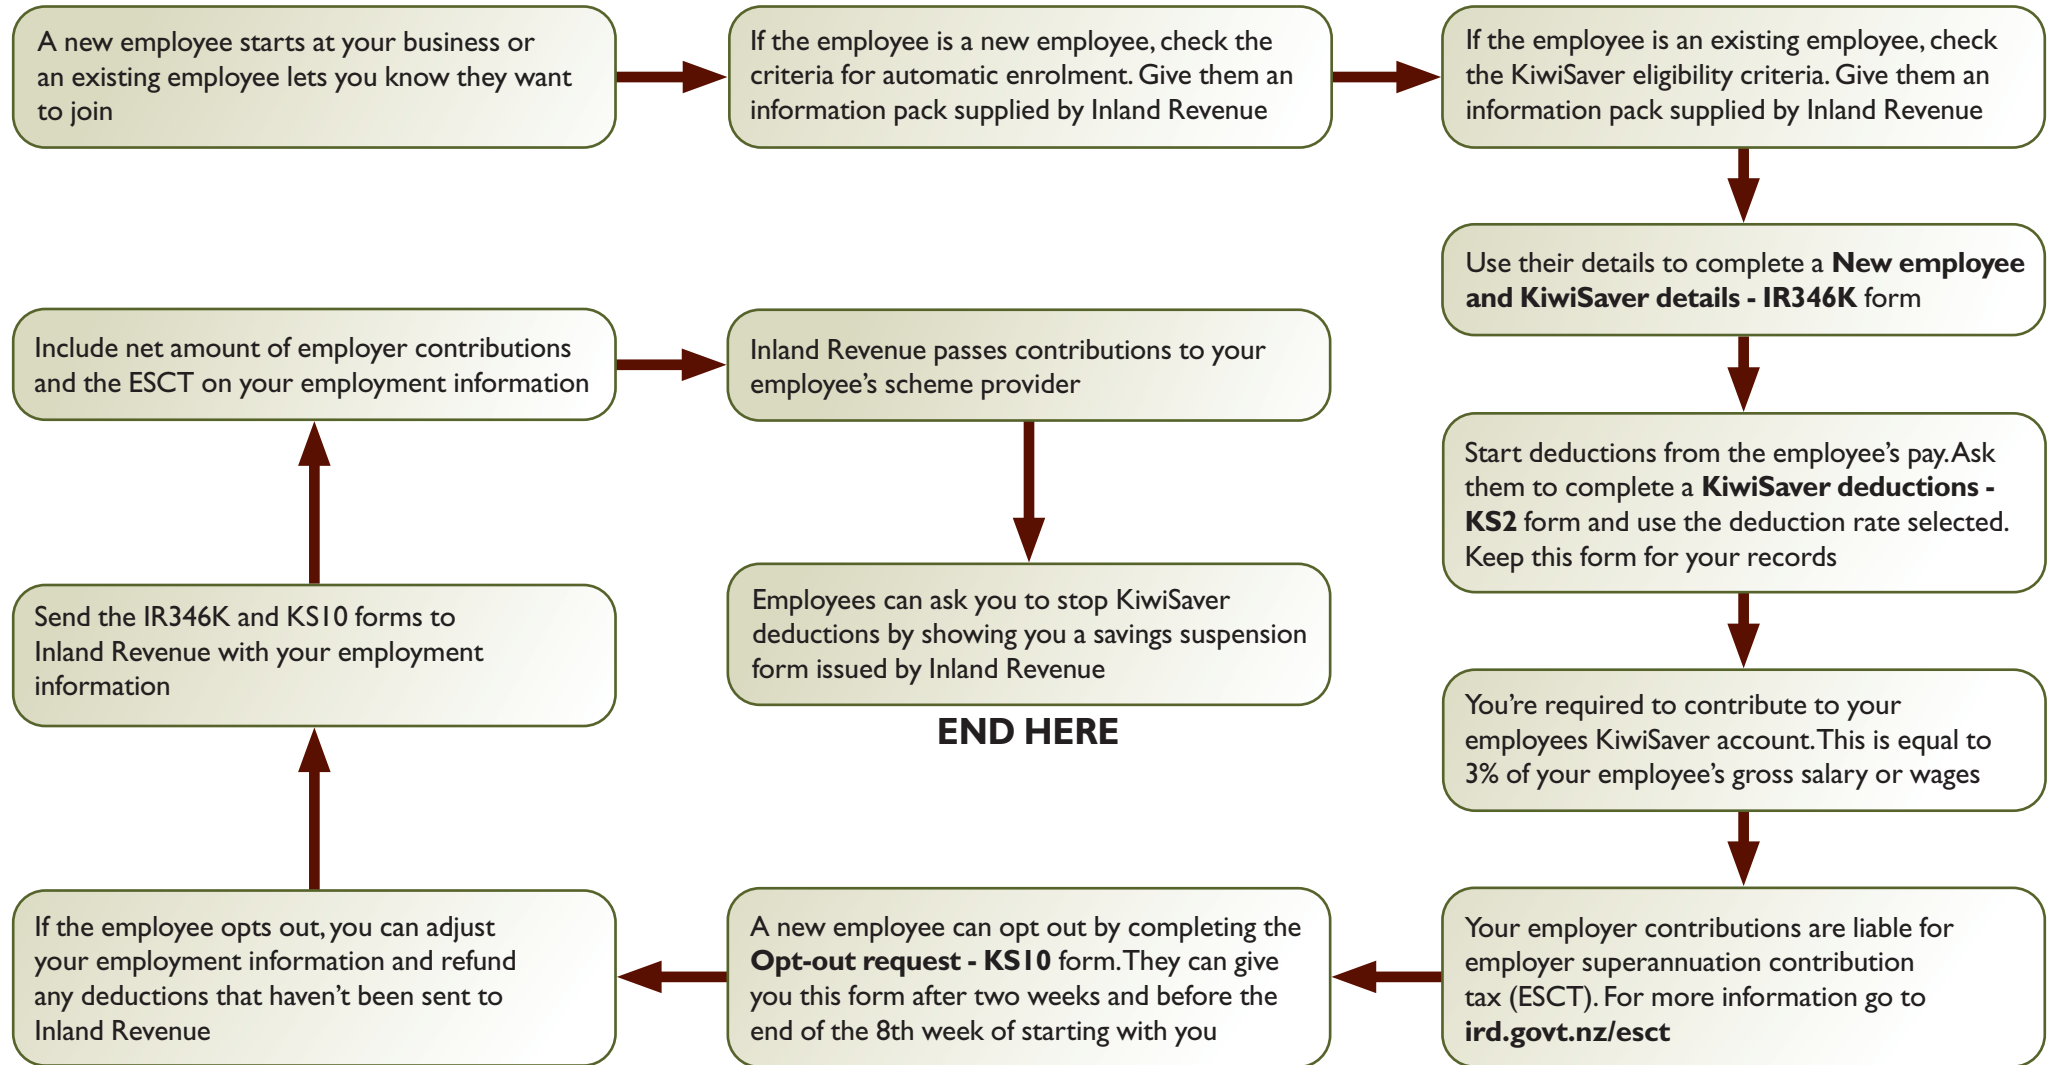 A new employee starts at your business or
an existing employee lets you know they want
to join
If the employee is a new employee, check the
criteria for automatic enrolment. Give them an
information pack supplied by Inland Revenue
If the employee is an existing employee, check
the KiwiSaver eligibility criteria. Give them an
information pack supplied by Inland Revenue
Use their details to complete a New employee
and KiwiSaver details - IR346K form
Start deductions from the employee's pay. Ask
them to complete a KiwiSaver deductions -
KS2 form and use the deduction rate selected.
Keep this form for your records
You're required to contribute to your
employees KiwiSaver account. This is equal to
3% of your employee's gross salary or wages
Your employer contributions are liable for
employer superannuation contribution
tax (ESCT). For more information go to
ird.govt.nz/esct
A new employee can opt out by completing the
Opt-out request - KS10 form. They can give
you this form after two weeks and before the
end of the 8th week of starting with you
If the employee opts out, you can adjust
your employment information and refund
any deductions that haven't been sent to
Inland Revenue
Send the IR346K and KS10 forms to
Inland Revenue with your employment
information
Include net amount of employer contributions
and the ESCT on your employment information
Inland Revenue passes contributions to your
employee's scheme provider
Employees can ask you to stop KiwiSaver
deductions by showing you a savings suspension
form issued by Inland Revenue
END HERE